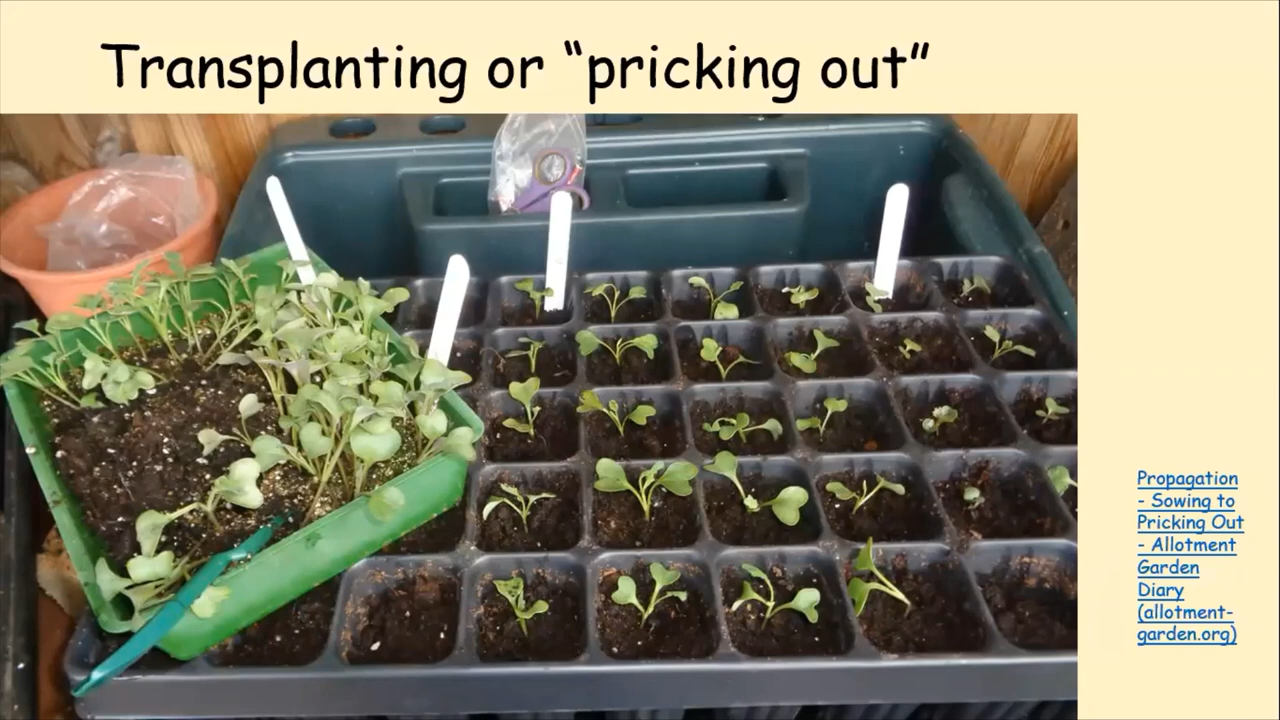 Transplanting or “pricking out”
Propagation
- Sowing to
Pricking Out
- Allotment
Garden
Diary
(allotment-
garden.org)